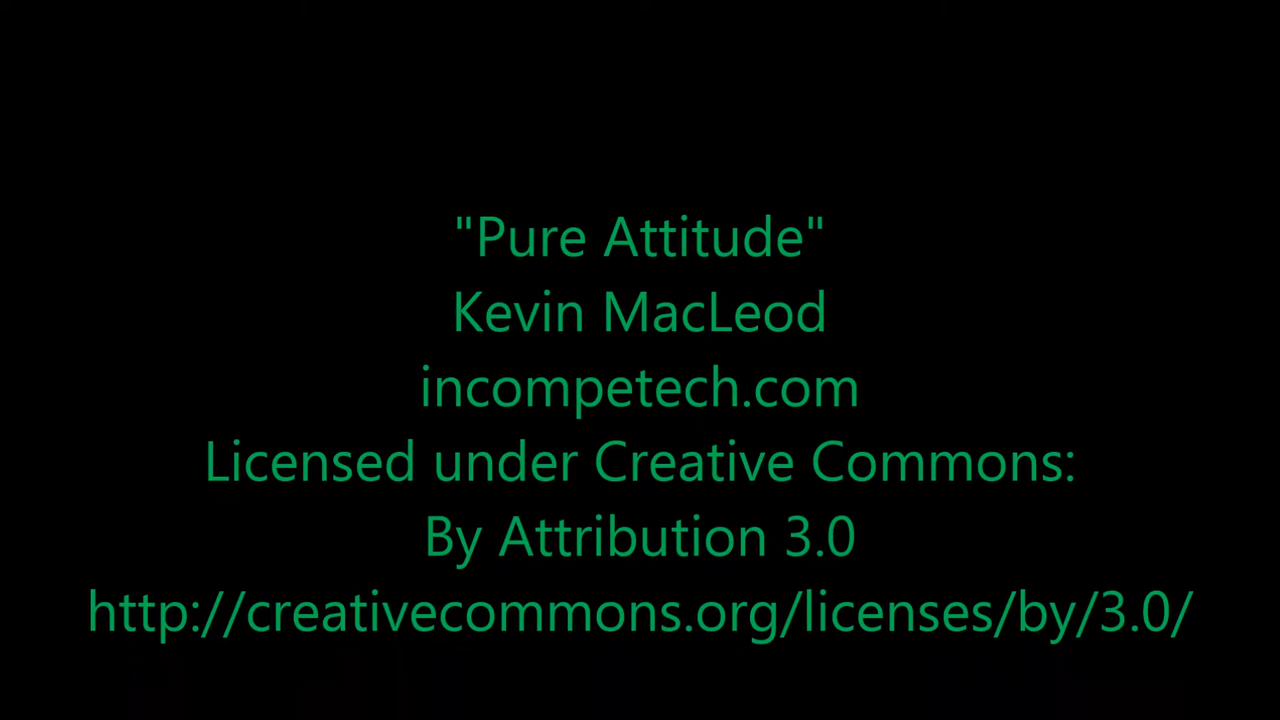 "Pure Attitude"
Kevin MacLeod
incompetech.com
Licensed under Creative Commons:
By Attribution 3.0
http://creativecommons.org/licenses/by/3.0/